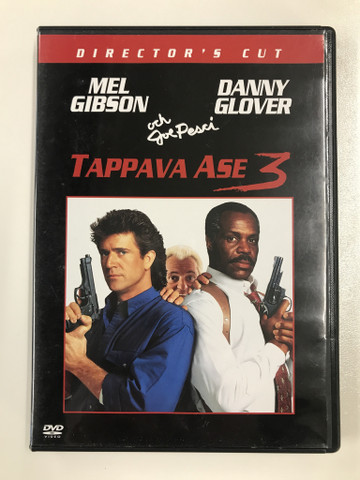 DIRECTOR'S CUT
MEL DANNY
GIBSON GLOVER
och
Joe Pesci
TAPPAVA ASE 3
DVD
VIDEO